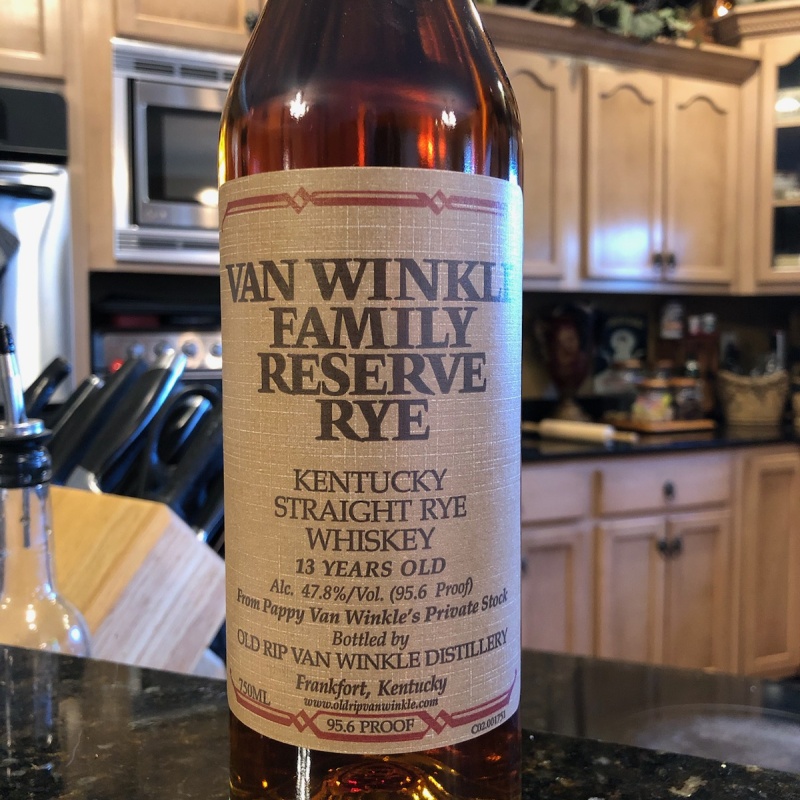 VAN WINKLE
FAMILY
RESERVE
RYE
KENTUCKY
STRAIGHT RYE
WHISKEY
13 YEARS OLD
Alc. 47.8%/Vol. (95.6 Proof)
From Pappy Van Winkle's Private Stock
Bottled by
OLD RIP VAN WINKLE DISTILLERY
Frankfort, Kentucky
750ML
www.oldripvanwinkle.com
95.6 PROOF
C02.001751